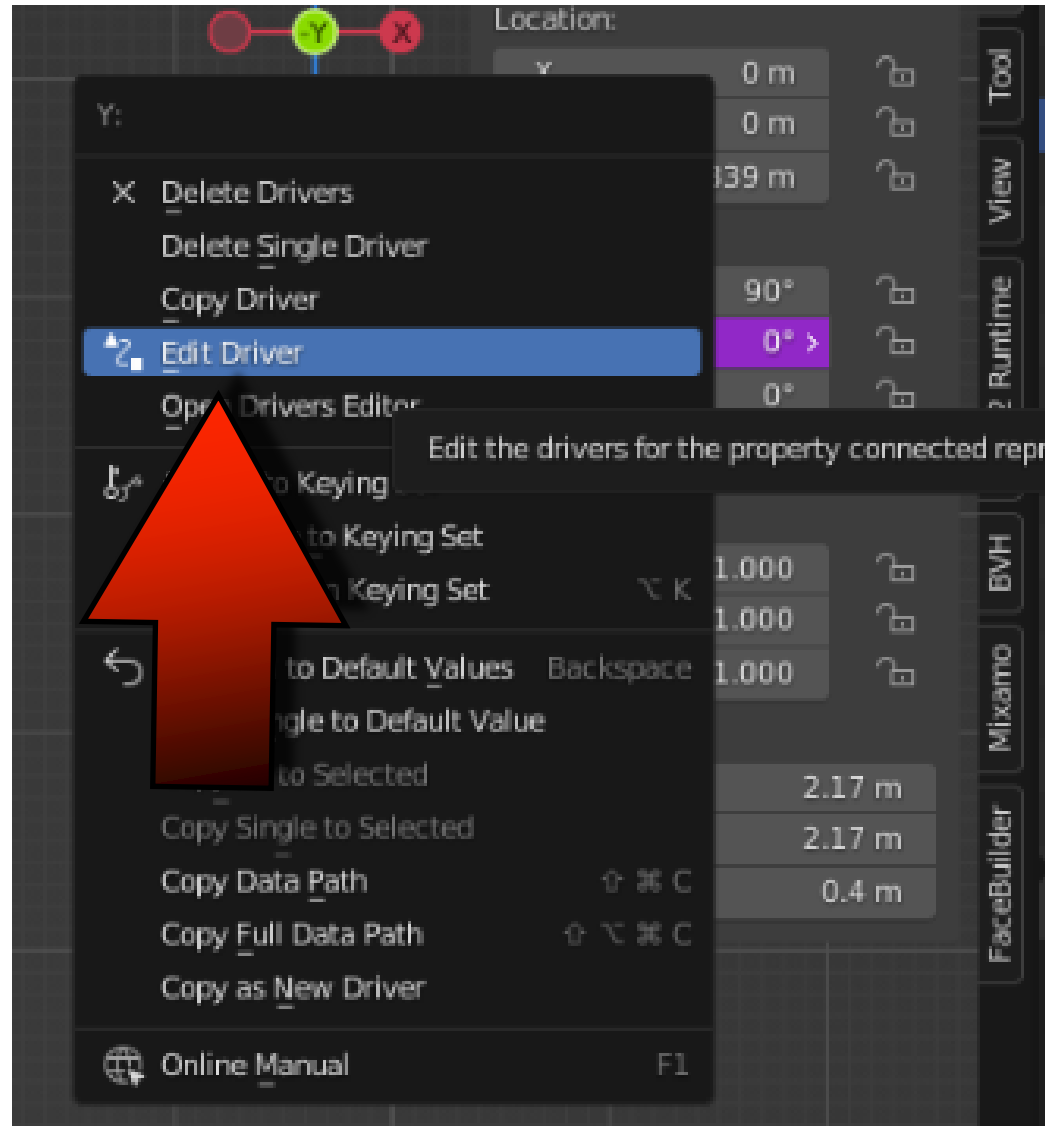 -Y X
Location:
X 0 m
0 m
339 m
Y:
Delete Drivers
Delete Single Driver
Copy Driver
90°
Edit Driver
0° >
Open Drivers Editor
0°
Edit the drivers for the property connected repr
to Keying
to Keying Set
Keying Set ⌥ K
1.000
1.000
1.000
to Default Values Backspace
gle to Default Value
to Selected
Copy Single to Selected
Copy Data Path ⇧ ⌘ C
Copy Full Data Path ⇧ ⌥ ⌘ C
Copy as New Driver
Online Manual F1
2.17 m
2.17 m
0.4 m
Tool
View
2 Runtime
BVH
Mixamo
FaceBuilder